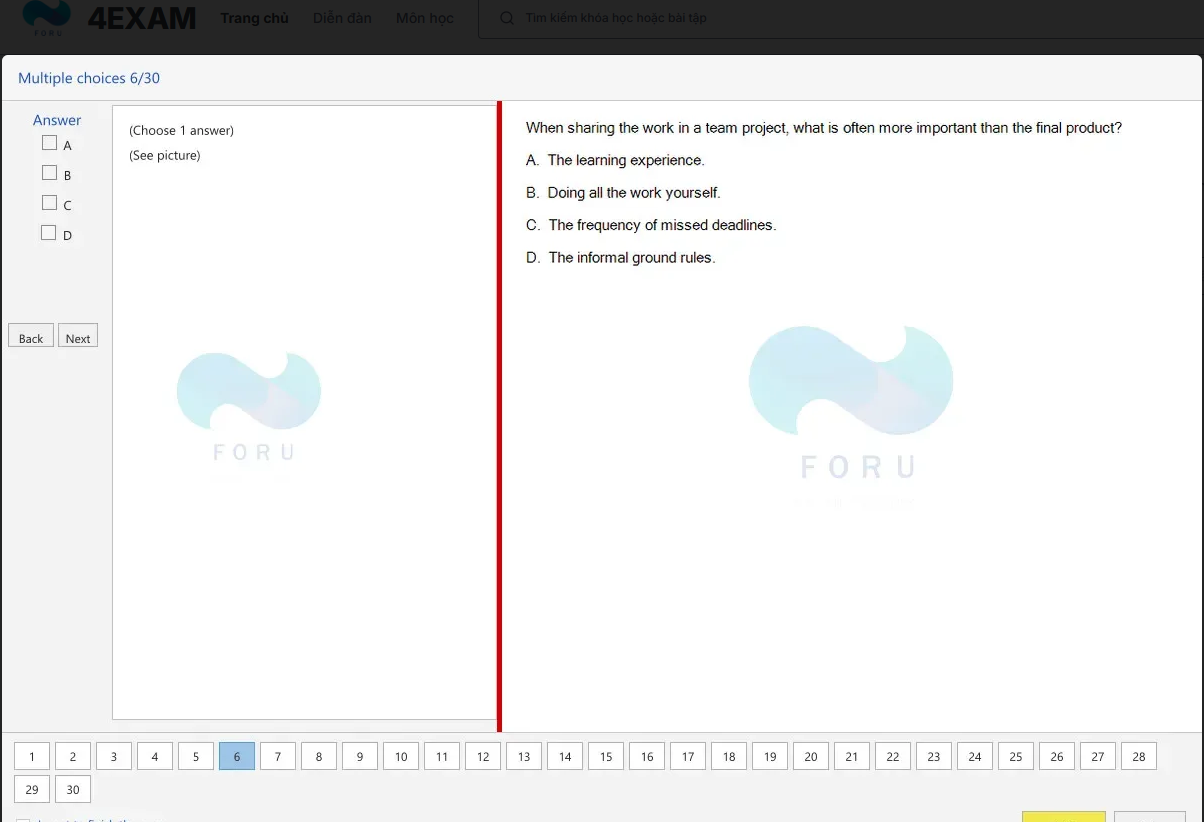 FORU
4EXAM
Trang chủ
Diễn đàn
Môn học
Tìm kiếm khóa học hoặc bài tập
Multiple choices 6/30
Answer
A
B
C
D
Back
Next
(Choose 1 answer)
(See picture)
FORU
When sharing the work in a team project, what is often more important than the final product?
A. The learning experience.
B. Doing all the work yourself.
C. The frequency of missed deadlines.
D. The informal ground rules.
FORU
1 2 3 4 5 6 7 8 9 10 11 12 13 14 15 16 17 18 19 20 21 22 23 24 25 26 27 28
29 30